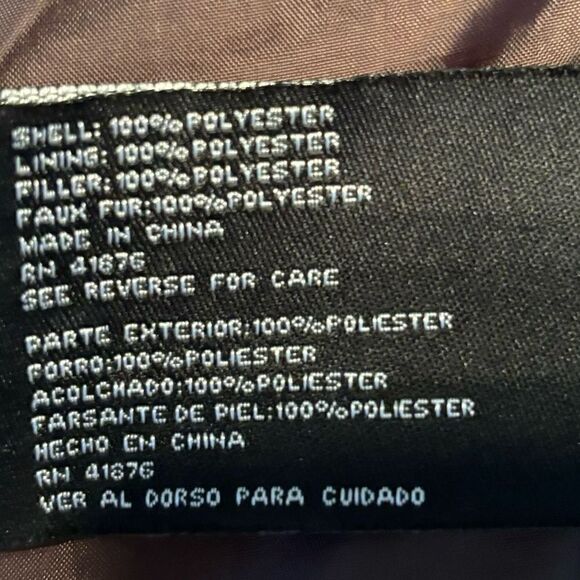 SHELL: 100% POLYESTER
LINING: 100% POLYESTER
FILLER: 100% POLYESTER
FAUX FUR: 100% POLYESTER
MADE IN CHINA
RN 41876
SEE REVERSE FOR CARE
PARTE EXTERIOR: 100% POLIESTER
FORRO: 100% POLIESTER
ACOLCHADO: 100% POLIESTER
FARSANTE DE PIEL: 100% POLIESTER
HECHO EN CHINA
RN 41876
VER AL DORSO PARA CUIDADO